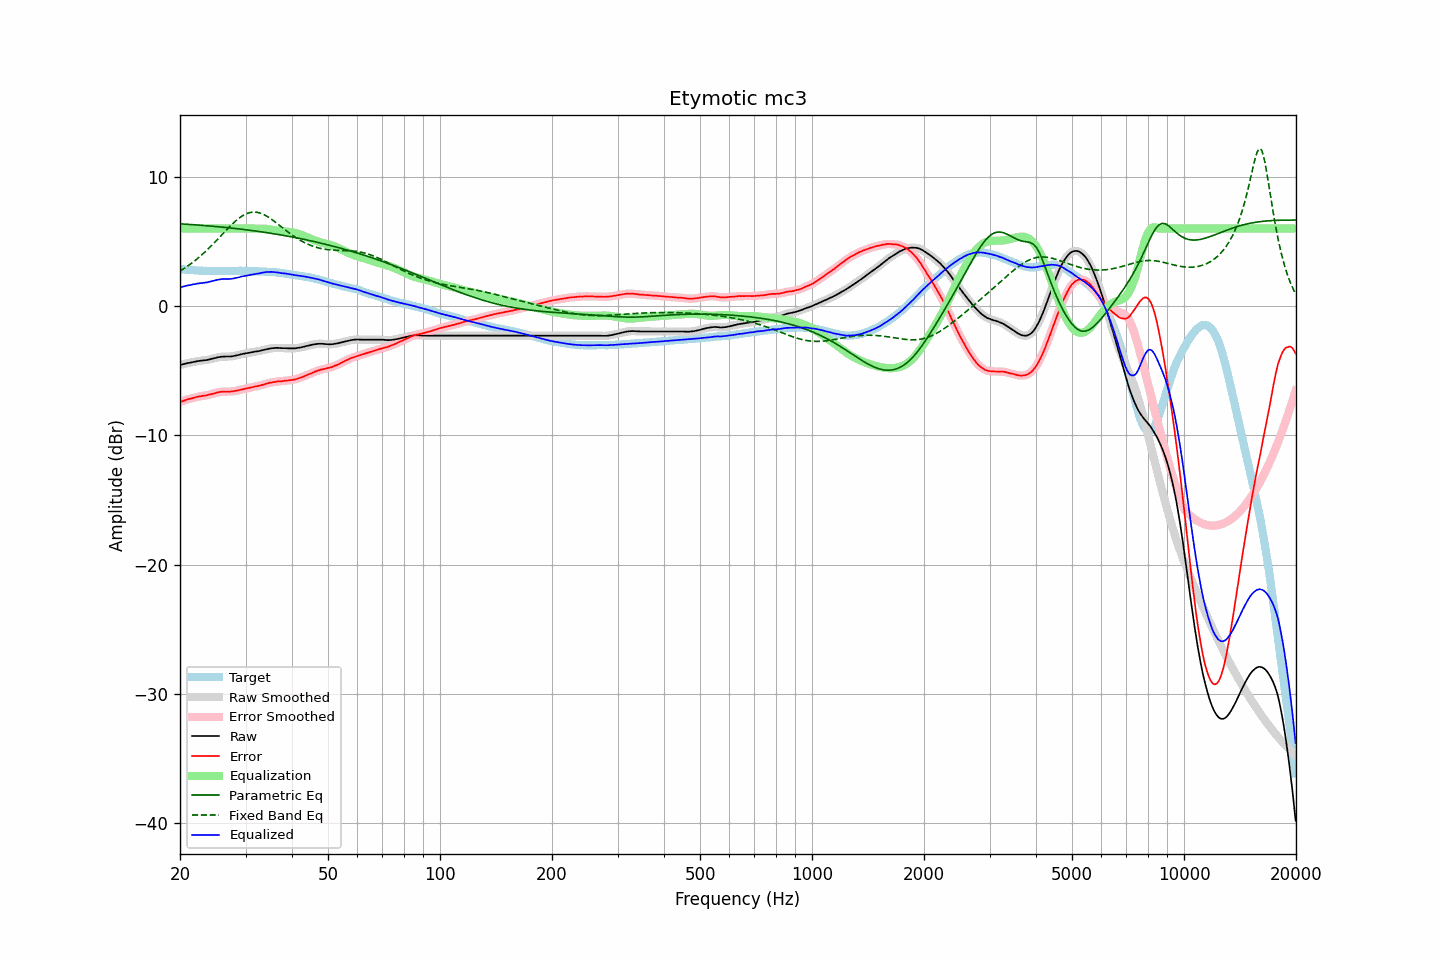 Etymotic mc3
Amplitude (dBr)
10
0
−10
−20
−30
−40
Target
Raw Smoothed
Error Smoothed
Raw
Error
Equalization
Parametric Eq
Fixed Band Eq
Equalized
20 50 100 200 500 1000 2000 5000 10000 20000
Frequency (Hz)